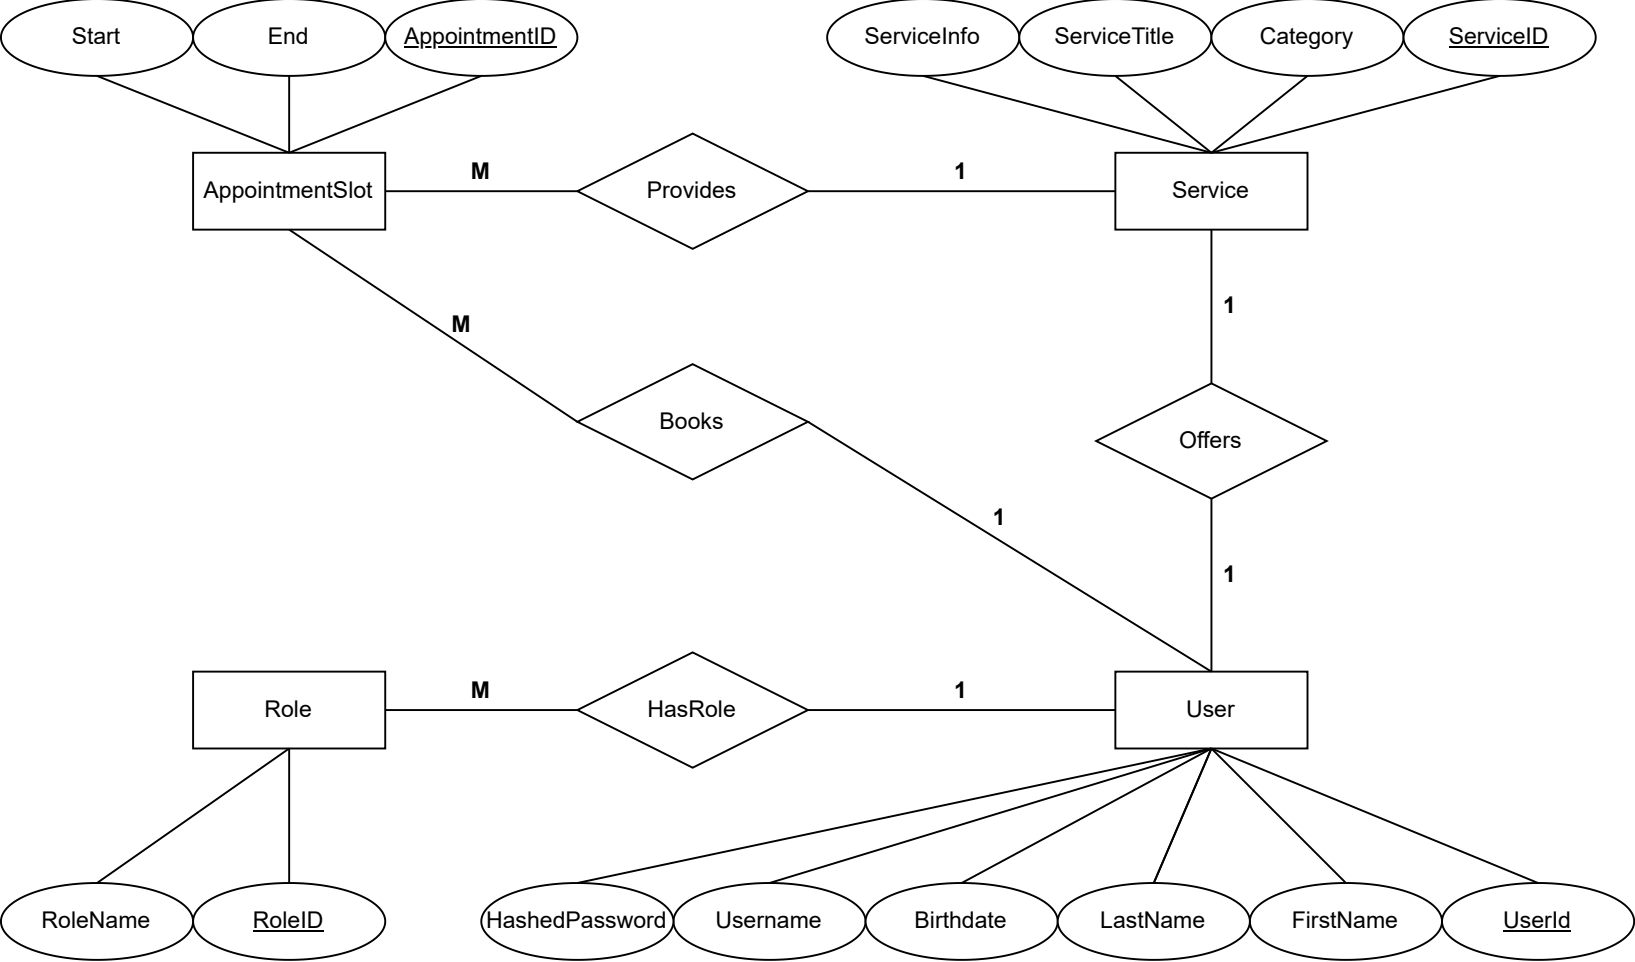 Start
End
AppointmentID
ServiceInfo
ServiceTitle
Category
ServiceID
AppointmentSlot
M
Provides
1
Service
1
M
Books
Offers
1
1
Role
M
HasRole
1
User
RoleName
RoleID
HashedPassword
Username
Birthdate
LastName
FirstName
UserId